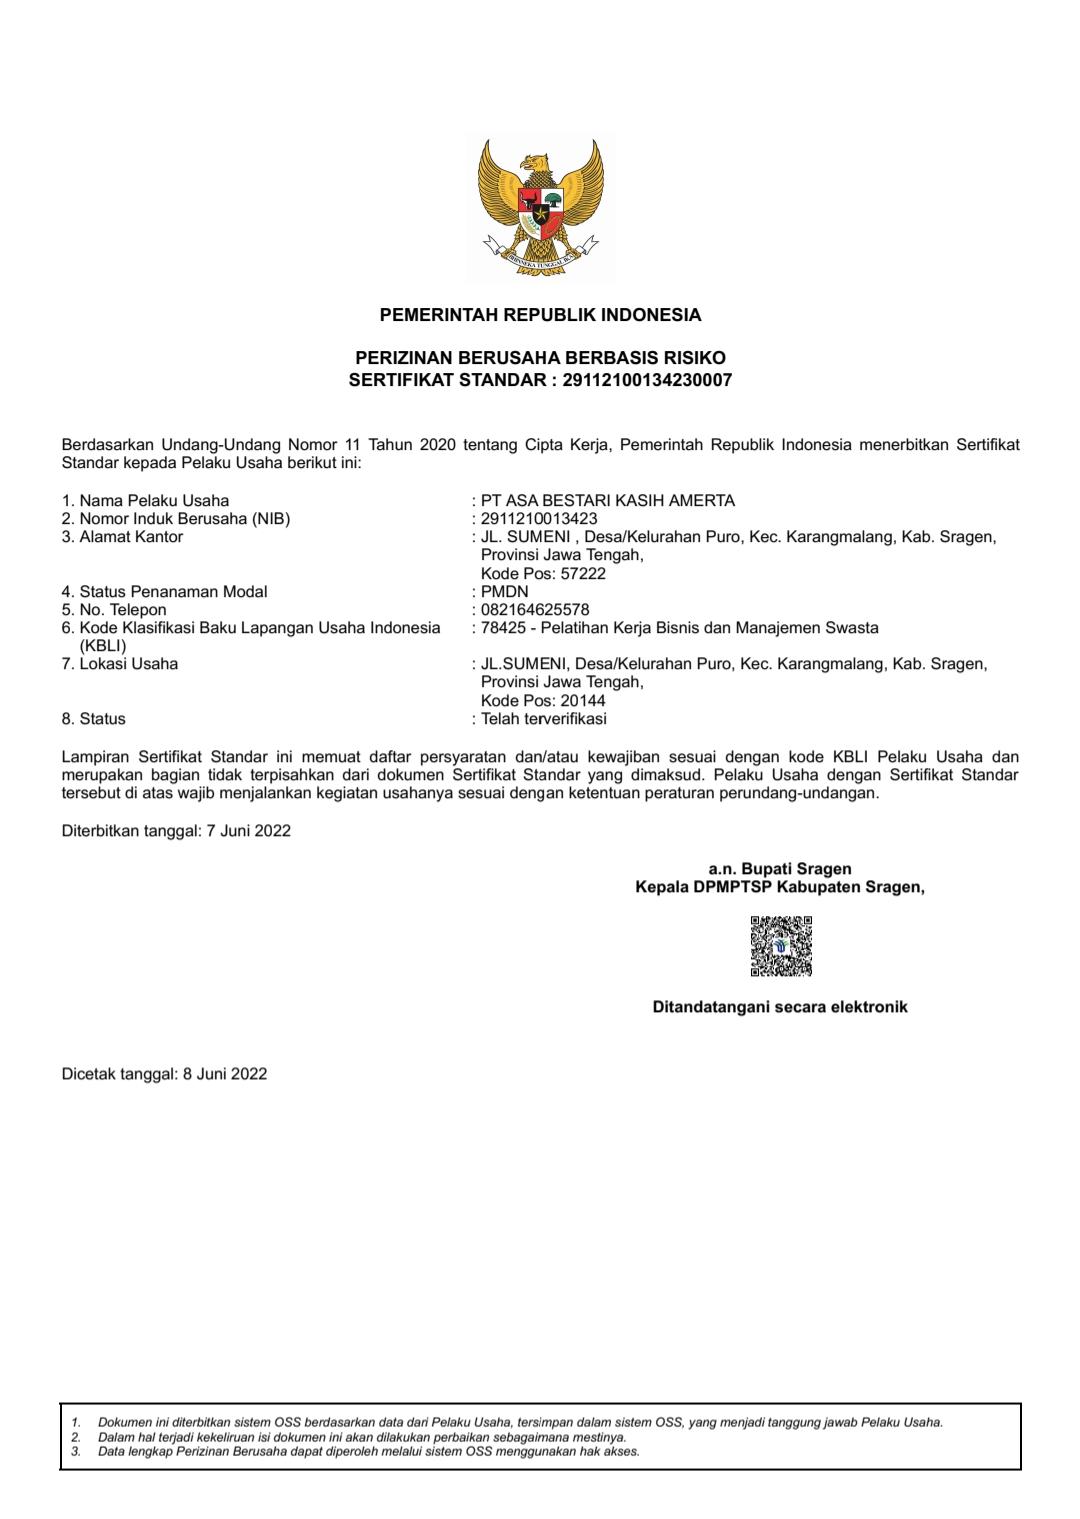 BHINNEKA TUNGGAL IKA
PEMERINTAH REPUBLIK INDONESIA
PERIZINAN BERUSAHA BERBASIS RISIKO
SERTIFIKAT STANDAR : 29112100134230007
Berdasarkan Undang-Undang Nomor 11 Tahun 2020 tentang Cipta Kerja, Pemerintah Republik Indonesia menerbitkan Sertifikat
Standar kepada Pelaku Usaha berikut ini:
1. Nama Pelaku Usaha : PT ASA BESTARI KASIH AMERTA
2. Nomor Induk Berusaha (NIB) : 2911210013423
3. Alamat Kantor : JL. SUMENI , Desa/Kelurahan Puro, Kec. Karangmalang, Kab. Sragen,
Provinsi Jawa Tengah,
Kode Pos: 57222
4. Status Penanaman Modal : PMDN
5. No. Telepon : 082164625578
6. Kode Klasifikasi Baku Lapangan Usaha Indonesia : 78425 - Pelatihan Kerja Bisnis dan Manajemen Swasta
(KBLI)
7. Lokasi Usaha : JL.SUMENI, Desa/Kelurahan Puro, Kec. Karangmalang, Kab. Sragen,
Provinsi Jawa Tengah,
Kode Pos: 20144
8. Status : Telah terverifikasi
Lampiran Sertifikat Standar ini memuat daftar persyaratan dan/atau kewajiban sesuai dengan kode KBLI Pelaku Usaha dan
merupakan bagian tidak terpisahkan dari dokumen Sertifikat Standar yang dimaksud. Pelaku Usaha dengan Sertifikat Standar
tersebut di atas wajib menjalankan kegiatan usahanya sesuai dengan ketentuan peraturan perundang-undangan.
Diterbitkan tanggal: 7 Juni 2022
a.n. Bupati Sragen
Kepala DPMPTSP Kabupaten Sragen,
Ditandatangani secara elektronik
Dicetak tanggal: 8 Juni 2022
1. Dokumen ini diterbitkan sistem OSS berdasarkan data dari Pelaku Usaha, tersimpan dalam sistem OSS, yang menjadi tanggung jawab Pelaku Usaha.
2. Dalam hal terjadi kekeliruan isi dokumen ini akan dilakukan perbaikan sebagaimana mestinya.
3. Data lengkap Perizinan Berusaha dapat diperoleh melalui sistem OSS menggunakan hak akses.